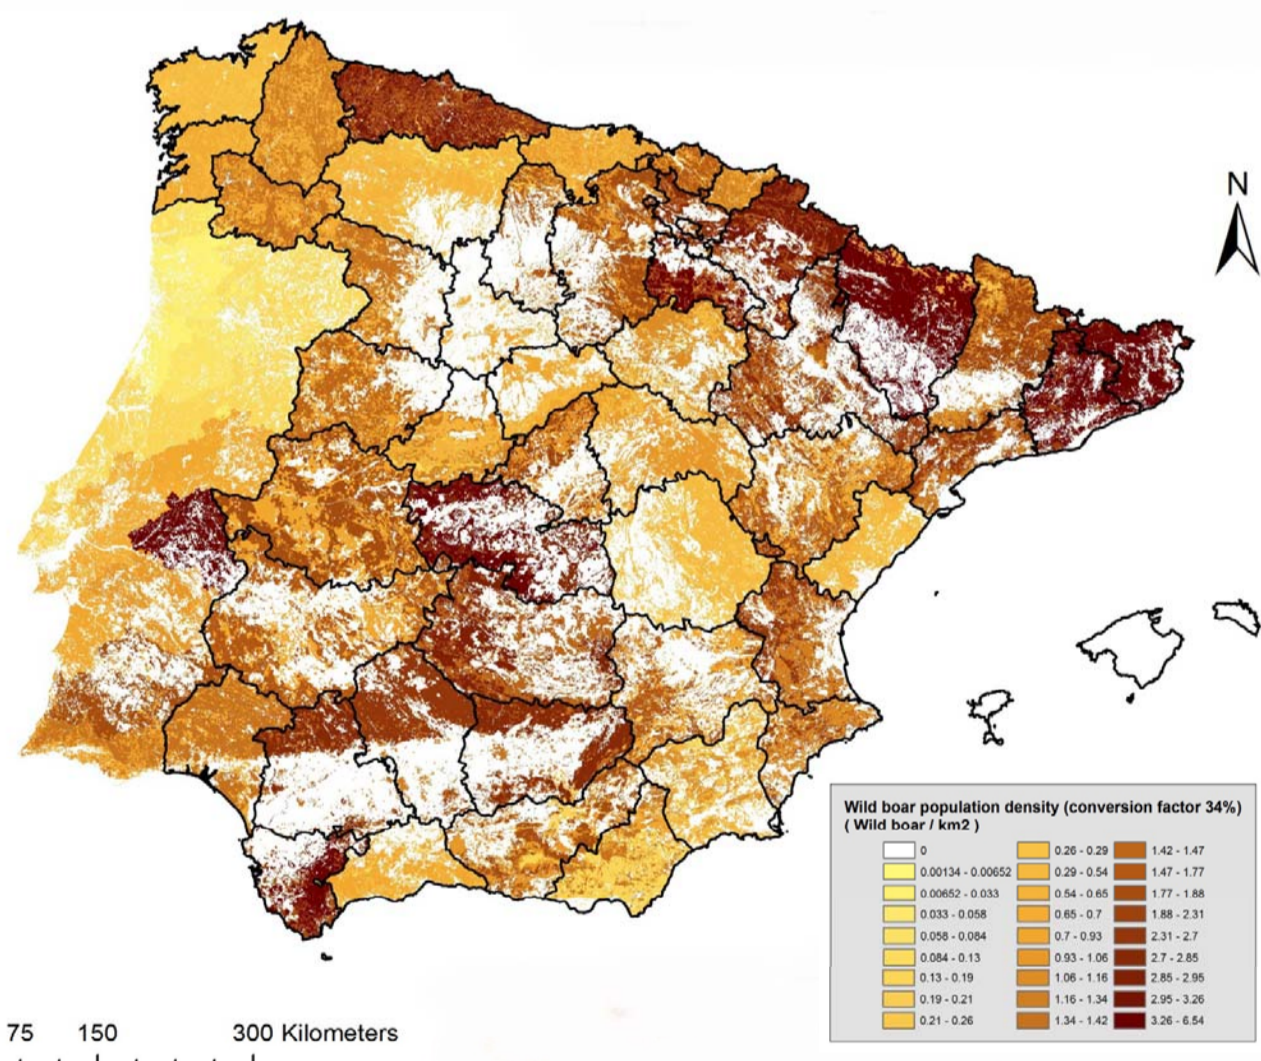 N
Wild boar population density (conversion factor 34%)
( Wild boar / km2 )
0
0.00134 - 0.00652
0.00652 - 0.033
0.033 - 0.058
0.058 - 0.084
0.084 - 0.13
0.13 - 0.19
0.19 - 0.21
0.21 - 0.26
0.26 - 0.29
0.29 - 0.54
0.54 - 0.65
0.65 - 0.7
0.7 - 0.93
0.93 - 1.06
1.06 - 1.16
1.16 - 1.34
1.34 - 1.42
1.42 - 1.47
1.47 - 1.77
1.77 - 1.88
1.88 - 2.31
2.31 - 2.7
2.7 - 2.85
2.85 - 2.95
2.95 - 3.26
3.26 - 6.54
75 150 300 Kilometers